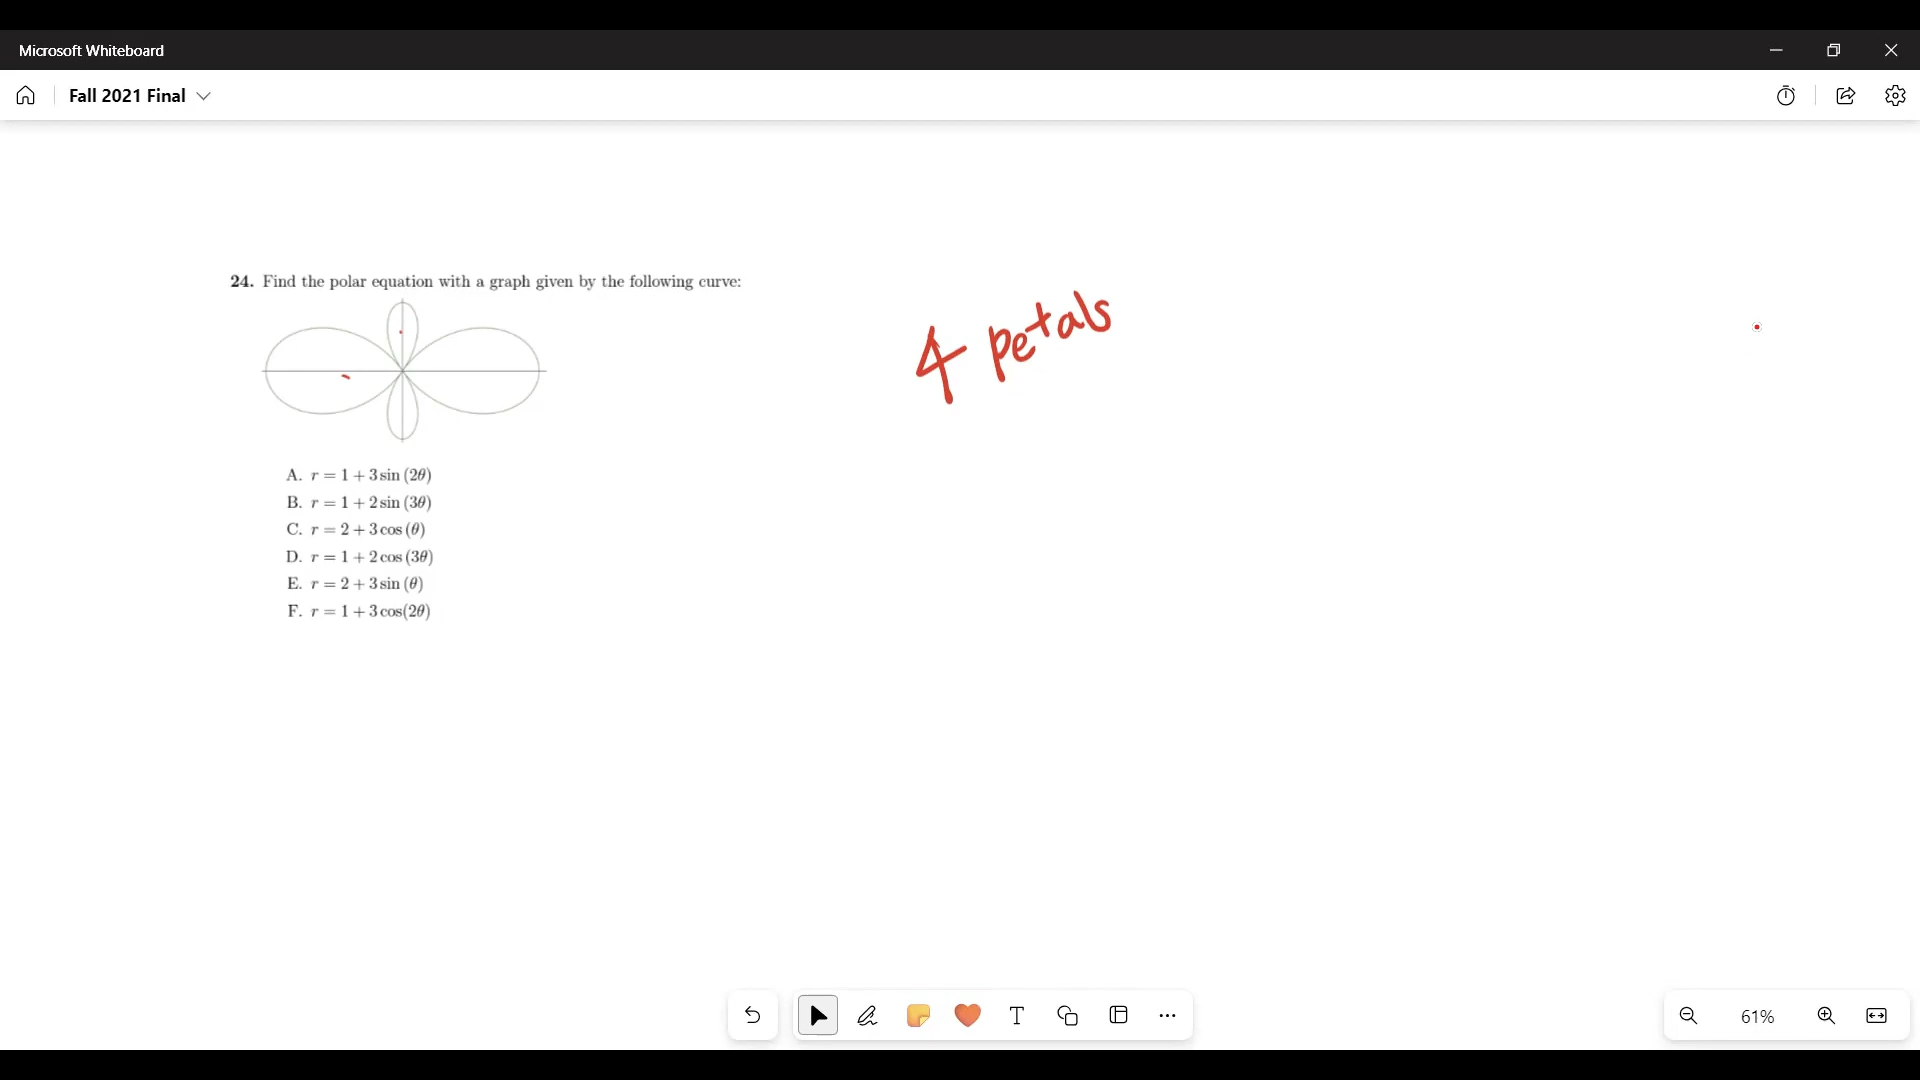 Microsoft Whiteboard
Fall 2021 Final
24. Find the polar equation with a graph given by the following curve:
4 petals
A. r = 1 + 3 sin (2θ)
B. r = 1 + 2 sin (3θ)
C. r = 2 + 3 cos (θ)
D. r = 1 + 2 cos (3θ)
E. r = 2 + 3 sin (θ)
F. r = 1 + 3 cos(2θ)
61%